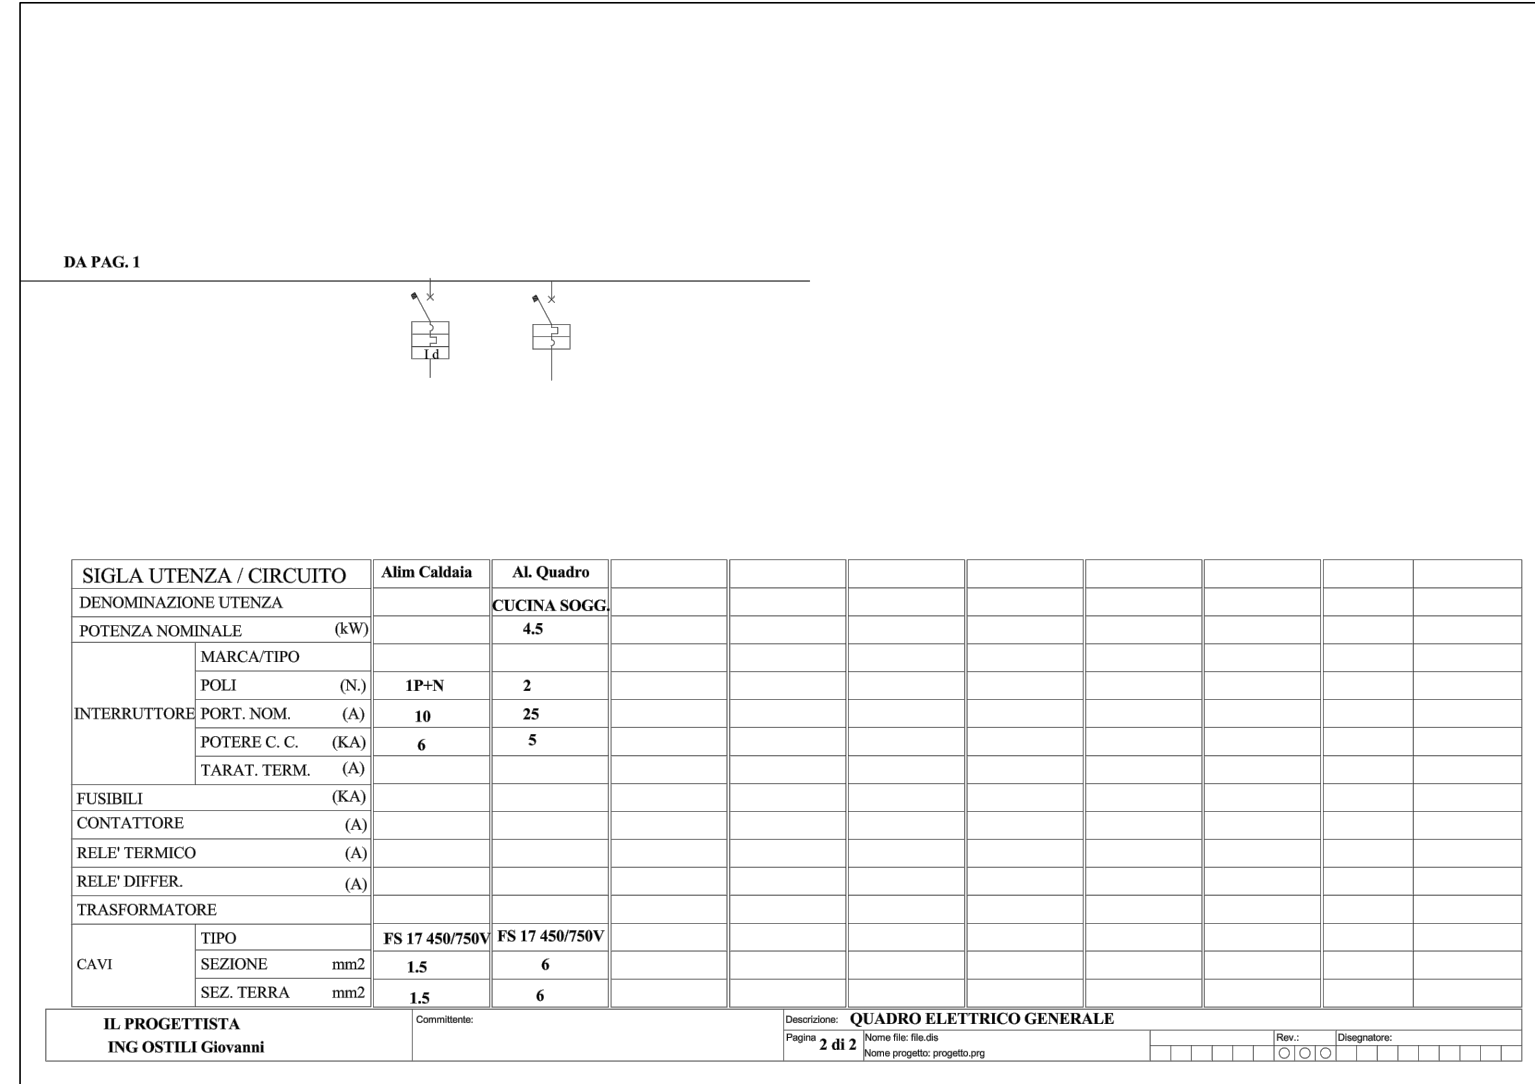 DA PAG. 1
I d
SIGLA UTENZA / CIRCUITO Alim Caldaia Al. Quadro
DENOMINAZIONE UTENZA CUCINA SOGG.
POTENZA NOMINALE (kW) 4.5
MARCA/TIPO
POLI (N.) 1P+N 2
INTERRUTTORE PORT. NOM. (A) 10 25
POTERE C. C. (KA) 6 5
TARAT. TERM. (A)
FUSIBILI (KA)
CONTATTORE (A)
RELE' TERMICO (A)
RELE' DIFFER. (A)
TRASFORMATORE
TIPO FS 17 450/750V FS 17 450/750V
CAVI SEZIONE mm2 1.5 6
SEZ. TERRA mm2 1.5 6
IL PROGETTISTA
ING OSTILI Giovanni
Committente:
Descrizione: QUADRO ELETTRICO GENERALE
Pagina 2 di 2
Nome file: file.dis
Nome progetto: progetto.prg
Rev.:
Disegnatore: